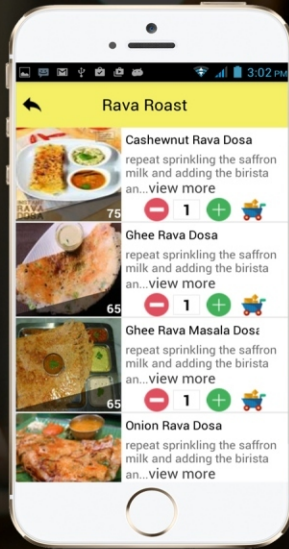 3:02 PM
Rava Roast
Cashewnut Rava Dosa
repeat sprinkling the saffron
milk and adding the birista
an...view more
RAVA
DOSA
75
1
Ghee Rava Dosa
repeat sprinkling the saffron
milk and adding the birista
an...view more
65
1
Ghee Rava Masala Dosa
repeat sprinkling the saffron
milk and adding the birista
an...view more
65
1
Onion Rava Dosa
repeat sprinkling the saffron
milk and adding the birista
an...view more